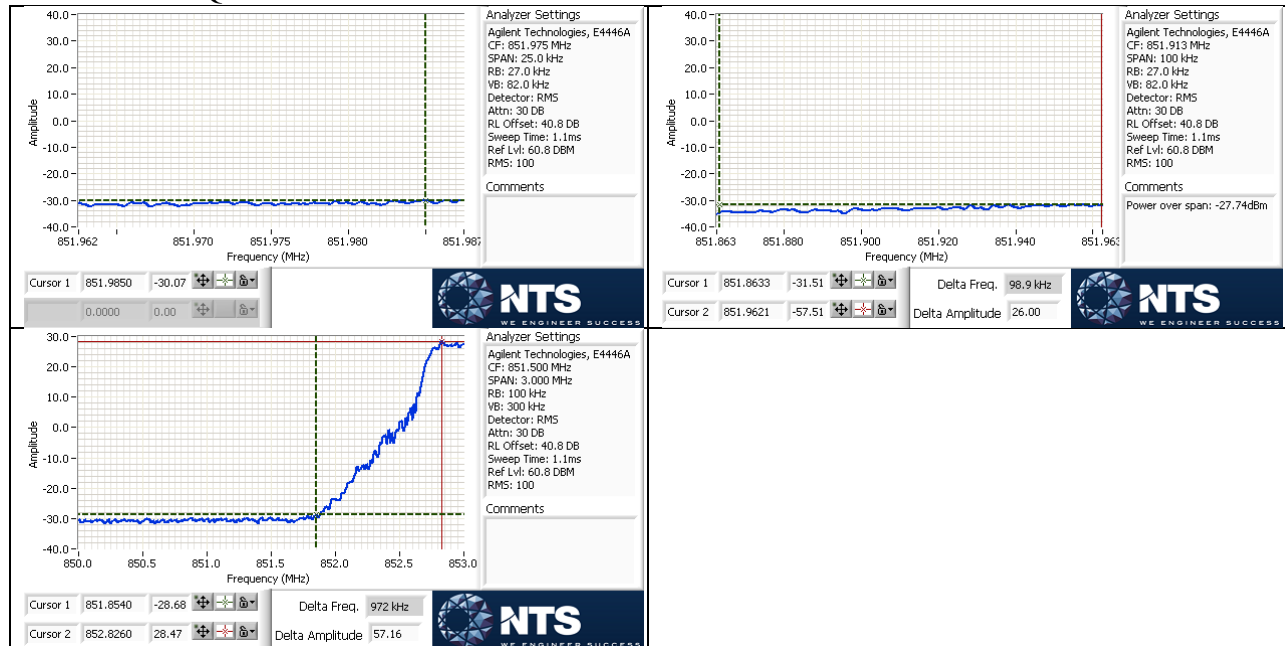 Analyzer Settings
Agilent Technologies, E4446A
CF: 851.975 MHz
SPAN: 25.0 kHz
RB: 27.0 kHz
VB: 82.0 kHz
Detector: RMS
Attn: 30 DB
RL Offset: 40.8 DB
Sweep Time: 1.1ms
Ref Lvl: 60.8 DBM
RMS: 100
Comments
Amplitude
40.0
30.0
20.0
10.0
0.0
-10.0
-20.0
-30.0
-40.0
851.962 851.970 851.975 851.980 851.987
Frequency (MHz)
Cursor 1 851.9850 -30.07
0.0000 0.00
NTS
WE ENGINEER SUCCESS
Analyzer Settings
Agilent Technologies, E4446A
CF: 851.913 MHz
SPAN: 100 kHz
RB: 27.0 kHz
VB: 82.0 kHz
Detector: RMS
Attn: 30 DB
RL Offset: 40.8 DB
Sweep Time: 1.1ms
Ref Lvl: 60.8 DBM
RMS: 100
Comments
Power over span: -27.74dBm
Amplitude
40.0
30.0
20.0
10.0
0.0
-10.0
-20.0
-30.0
-40.0
851.863 851.880 851.900 851.920 851.940 851.963
Frequency (MHz)
Cursor 1 851.8633 -31.51 Delta Freq. 98.9 kHz
Cursor 2 851.9621 -57.51 Delta Amplitude 26.00
NTS
WE ENGINEER SUCCESS
Analyzer Settings
Agilent Technologies, E4446A
CF: 851.500 MHz
SPAN: 3.000 MHz
RB: 100 kHz
VB: 300 kHz
Detector: RMS
Attn: 30 DB
RL Offset: 40.8 DB
Sweep Time: 1.1ms
Ref Lvl: 60.8 DBM
RMS: 100
Comments
Amplitude
30.0
20.0
10.0
0.0
-10.0
-20.0
-30.0
-40.0
850.0 850.5 851.0 851.5 852.0 852.5 853.0
Frequency (MHz)
Cursor 1 851.8540 -28.68 Delta Freq. 972 kHz
Cursor 2 852.8260 28.47 Delta Amplitude 57.16
NTS
WE ENGINEER SUCCESS